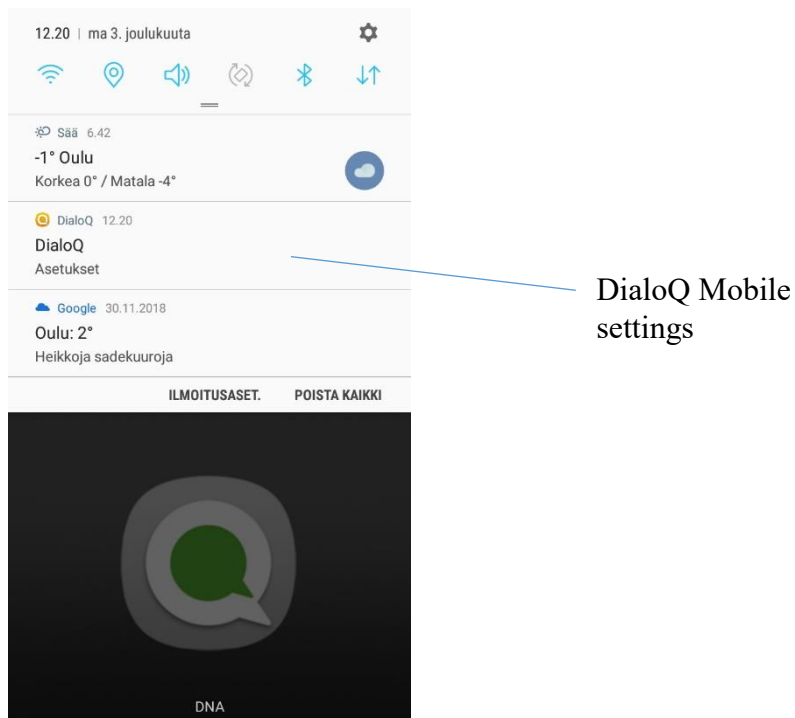 12.20 | ma 3. joulukuuta
Sää 6.42
-1° Oulu
Korkea 0° / Matala -4°
DialoQ 12.20
DialoQ
Asetukset
DialoQ Mobile
settings
Google 30.11.2018
Oulu: 2°
Heikkoja sadekuuroja
ILMOITUSASET. POISTA KAIKKI
DNA